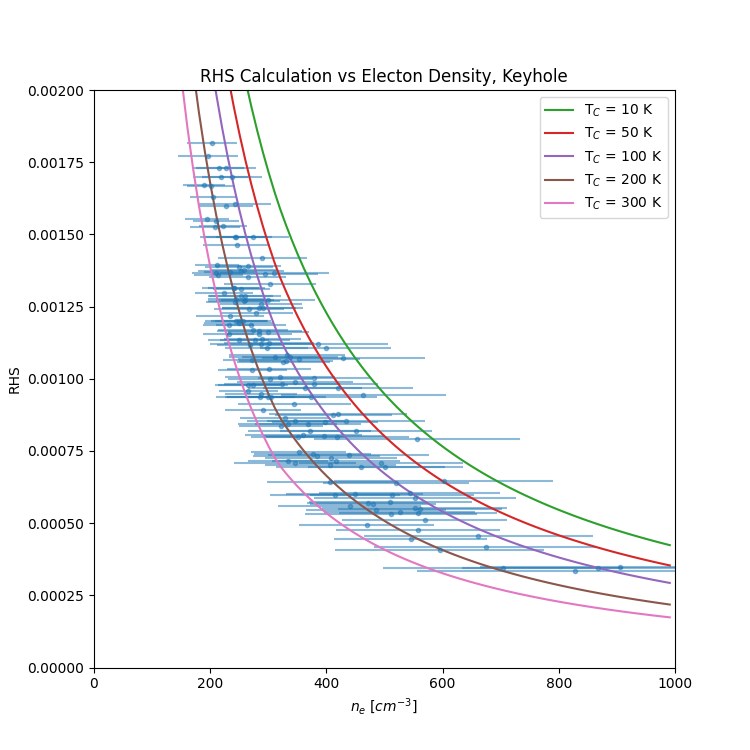 RHS Calculation vs Electon Density, Keyhole
T_C = 10 K
T_C = 50 K
T_C = 100 K
T_C = 200 K
T_C = 300 K
RHS
0.00200
0.00175
0.00150
0.00125
0.00100
0.00075
0.00050
0.00025
0.00000
0 200 400 600 800 1000
n_e [cm^{-3}]